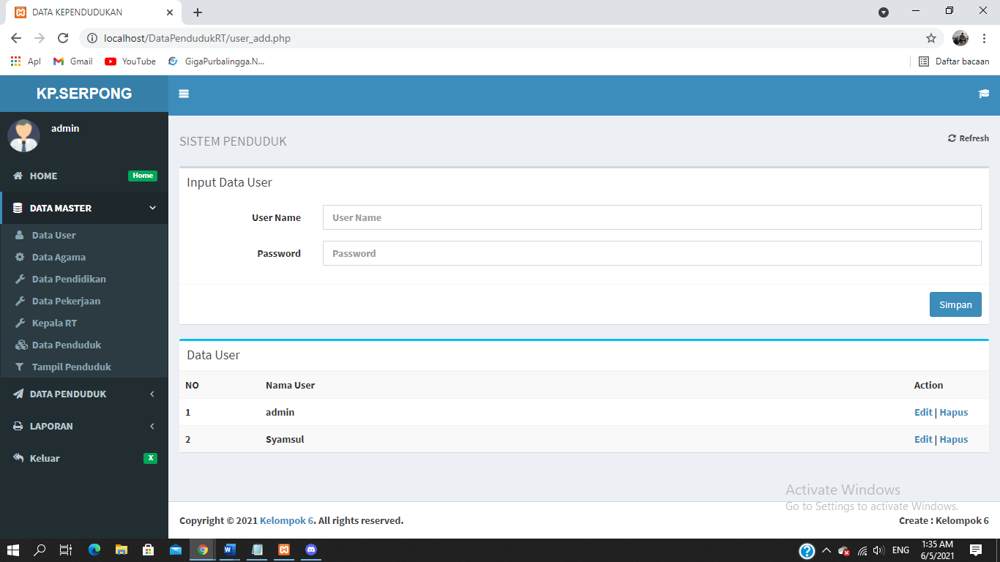 DATA KEPENDUDUKAN
localhost/DataPendudukRT/user_add.php
Apl Gmail YouTube GigaPurbalingga.N... Daftar bacaan
KP.SERPONG
admin
HOME Home
DATA MASTER
Data User
Data Agama
Data Pendidikan
Data Pekerjaan
Kepala RT
Data Penduduk
Tampil Penduduk
DATA PENDUDUK
LAPORAN
Keluar X
SISTEM PENDUDUK Refresh
Input Data User
User Name User Name
Password Password
Simpan
Data User
NO Nama User Action
1 admin Edit | Hapus
2 Syamsul Edit | Hapus
Activate Windows
Go to Settings to activate Windows.
Copyright © 2021 Kelompok 6. All rights reserved. Create : Kelompok 6
ENG 1:35 AM
6/5/2021